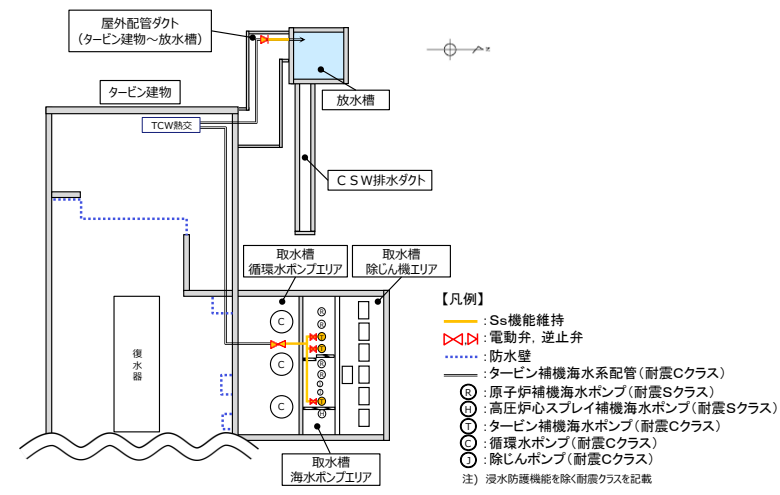 屋外配管ダクト
(タービン建物～放水槽)
N
タービン建物
放水槽
TCW熱交
CSW排水ダクト
取水槽
循環水ポンプエリア
取水槽
除じん機エリア
復水器
C
C
C
R
R
T
T
R
R
J
J
T
H
取水槽
海水ポンプエリア
【凡例】
:Ss機能維持
:電動弁, 逆止弁
:防水壁
:タービン補機海水系配管(耐震Cクラス)
R :原子炉補機海水ポンプ(耐震Sクラス)
H :高圧炉心スプレイ補機海水ポンプ(耐震Sクラス)
T :タービン補機海水ポンプ(耐震Cクラス)
C :循環水ポンプ(耐震Cクラス)
J :除じんポンプ(耐震Cクラス)
注) 浸水防護機能を除く耐震クラスを記載